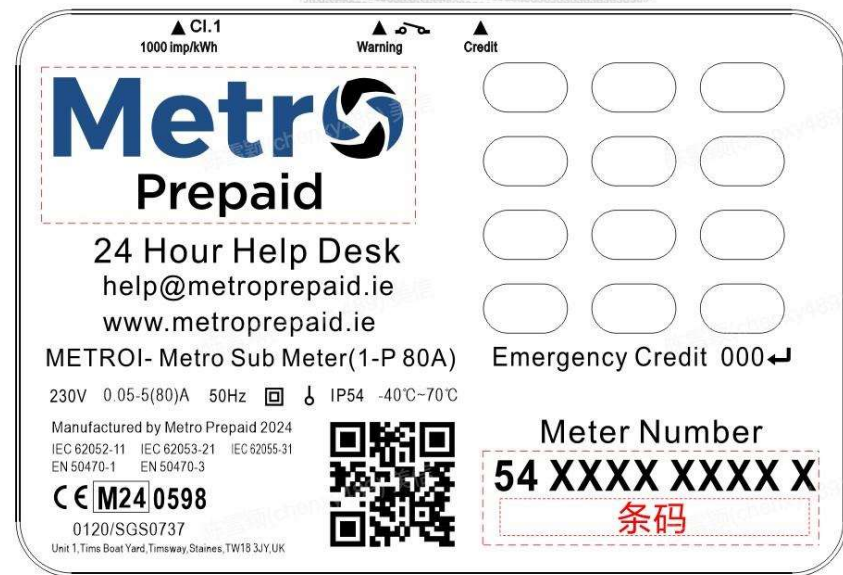 ▲ Cl.1
1000 imp/kWh
▲
Warning
▲
Credit
Metro
Prepaid
24 Hour Help Desk
help@metroprepaid.ie
www.metroprepaid.ie
METROI- Metro Sub Meter(1-P 80A)
230V 0.05-5(80)A 50Hz IP54 -40℃~70℃
Manufactured by Metro Prepaid 2024
IEC 62052-11 IEC 62053-21 IEC 62055-31
EN 50470-1 EN 50470-3
CE M24 0598
0120/SGS0737
Unit 1,Tims Boat Yard,Timsway,Staines,TW18 3JY,UK
Emergency Credit 000↵
Meter Number
54 XXXX XXXX X
条码